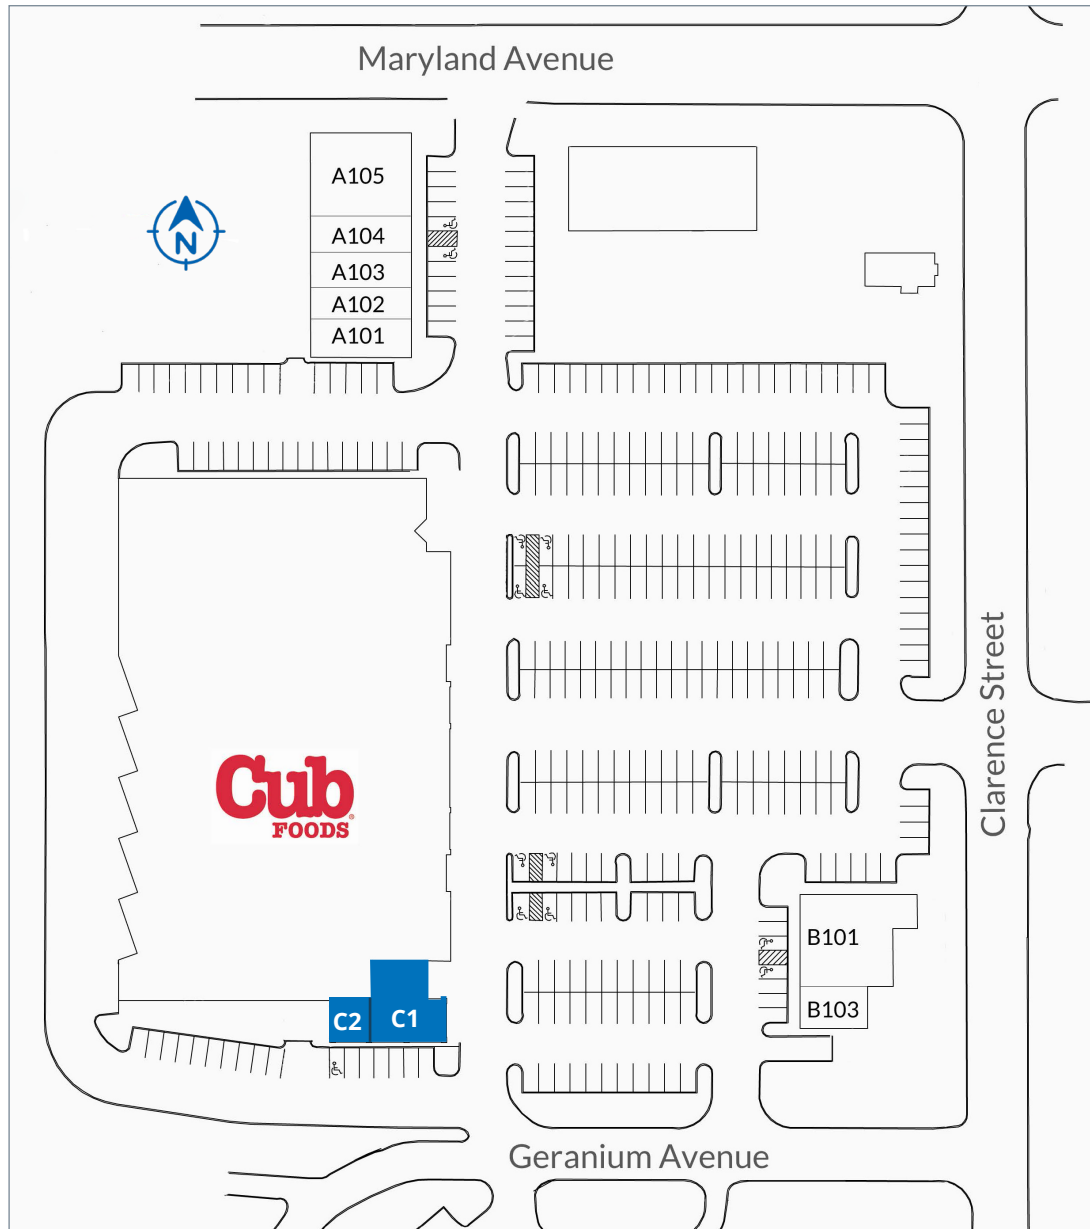 Maryland Avenue
A105
N
A104
A103
A102
A101
Clarence Street
Cub
FOODS®
B101
B103
C2
C1
Geranium Avenue